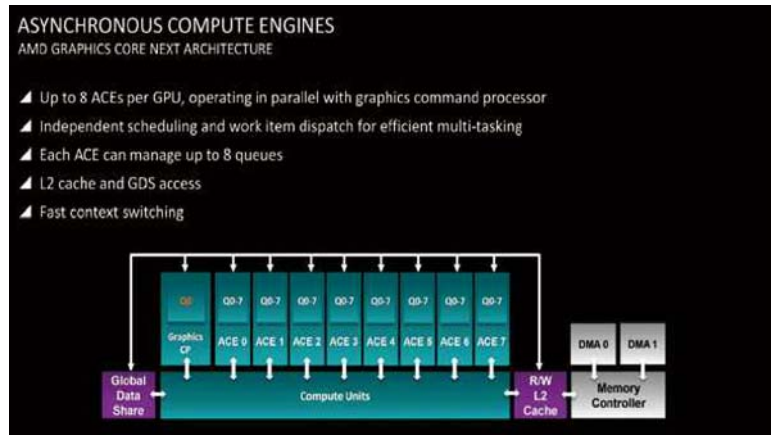 ASYNCHRONOUS COMPUTE ENGINES
AMD GRAPHICS CORE NEXT ARCHITECTURE
Up to 8 ACEs per GPU, operating in parallel with graphics command processor
Independent scheduling and work item dispatch for efficient multi-tasking
Each ACE can manage up to 8 queues
L2 cache and GDS access
Fast context switching
Q0 Q0-7 Q0-7 Q0-7 Q0-7 Q0-7 Q0-7 Q0-7 Q0-7
Graphics
CP
ACE 0 ACE 1 ACE 2 ACE 3 ACE 4 ACE 5 ACE 6 ACE 7
DMA 0 DMA 1
Global
Data
Share
Compute Units
R/W
L2
Cache
Memory
Controller